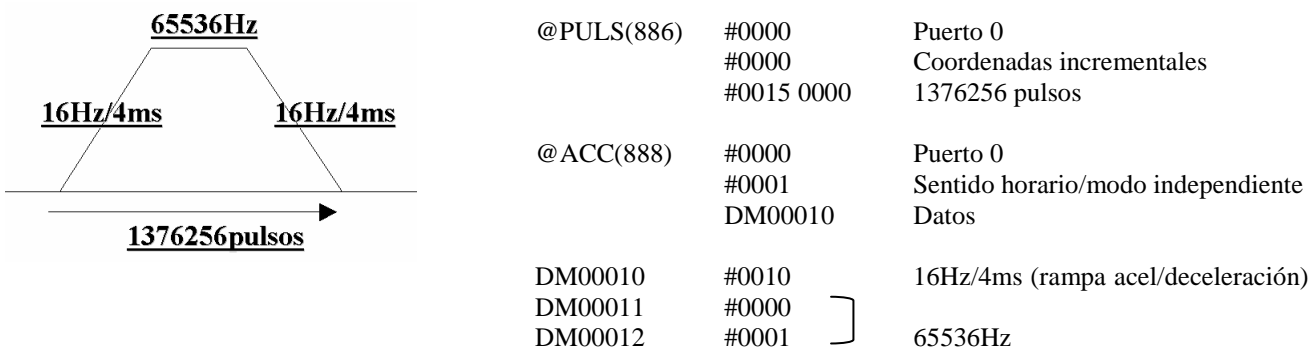 65536Hz
16Hz/4ms 16Hz/4ms
1376256pulsos
@PULS(886) #0000 Puerto 0
#0000 Coordenadas incrementales
#0015 0000 1376256 pulsos
@ACC(888) #0000 Puerto 0
#0001 Sentido horario/modo independiente
DM00010 Datos
DM00010 #0010 16Hz/4ms (rampa acel/deceleración)
DM00011 #0000
DM00012 #0001 65536Hz